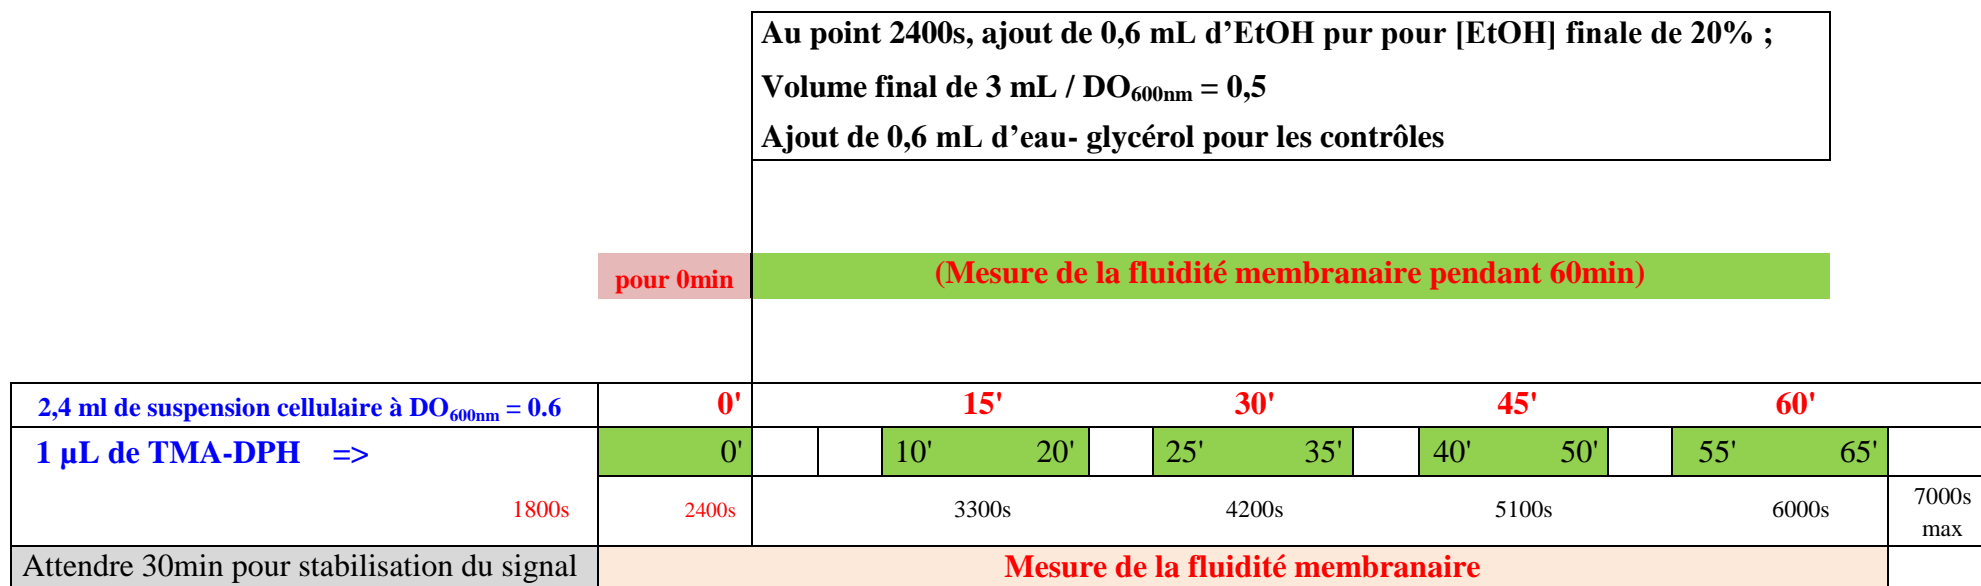 Au point 2400s, ajout de 0,6 mL d’EtOH pur pour [EtOH] finale de 20% ;
Volume final de 3 mL / DO600nm = 0,5
Ajout de 0,6 mL d’eau- glycérol pour les contrôles
pour 0min (Mesure de la fluidité membranaire pendant 60min)
2,4 ml de suspension cellulaire à DO600nm = 0.6 0' 15' 30' 45' 60'
1 µL de TMA-DPH => 0' 10' 20' 25' 35' 40' 50' 55' 65'
1800s 2400s 3300s 4200s 5100s 6000s 7000s
max
Attendre 30min pour stabilisation du signal Mesure de la fluidité membranaire